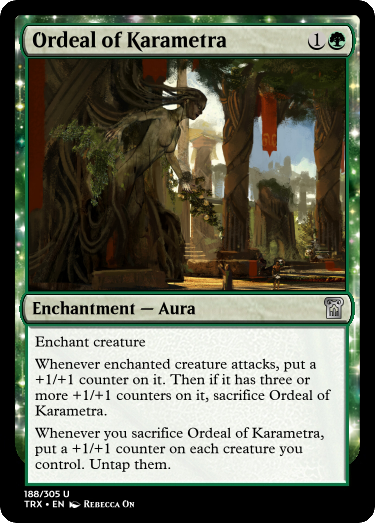 Ordeal of Karametra 1
Enchantment — Aura
Enchant creature
Whenever enchanted creature attacks, put a
+1/+1 counter on it. Then if it has three or
more +1/+1 counters on it, sacrifice Ordeal of
Karametra.
Whenever you sacrifice Ordeal of Karametra,
put a +1/+1 counter on each creature you
control. Untap them.
188/305 U
TRX • EN Rebecca On